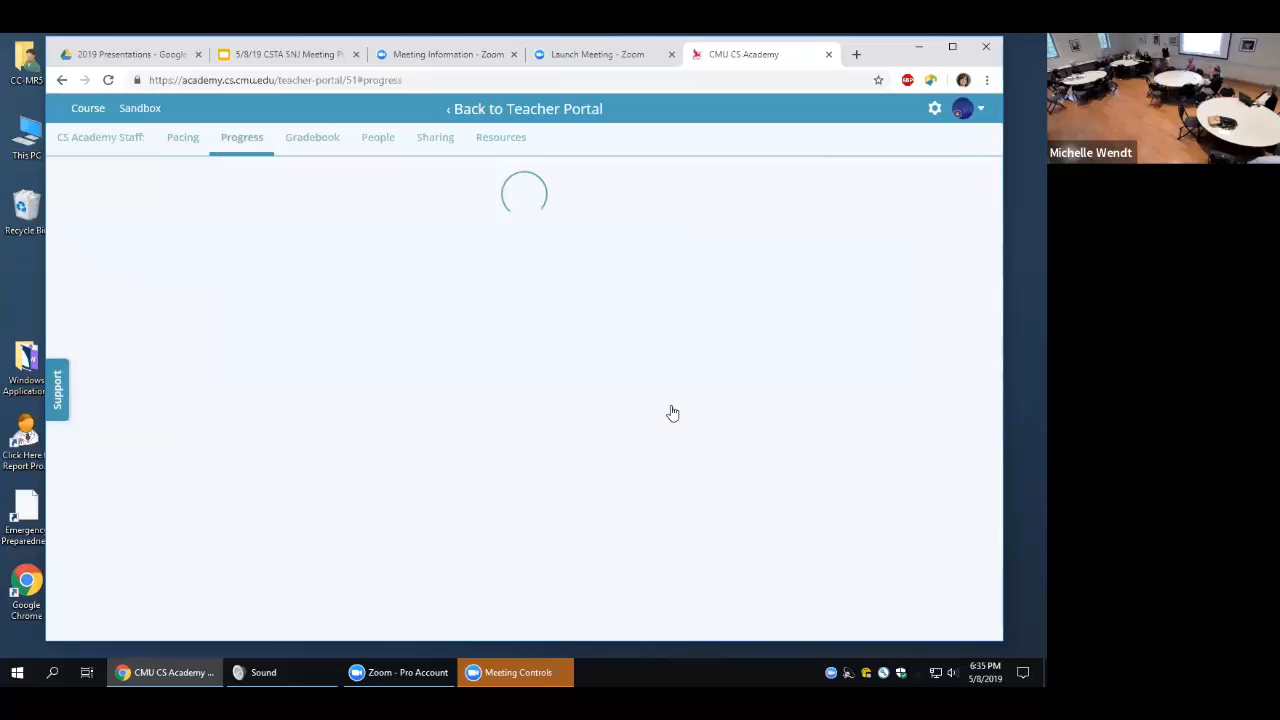 CC-MR5
This PC
Recycle Bi
Windows
Application
Click Here t
Report Pro...
Emergency
Preparedne
Google
Chrome
2019 Presentations - Google
5/8/19 CSTA SNJ Meeting P
Meeting Information - Zoom
Launch Meeting - Zoom
CMU CS Academy
https://academy.cs.cmu.edu/teacher-portal/51#progress
ABP
Course
Sandbox
‹ Back to Teacher Portal
CS Academy Staff:
Pacing
Progress
Gradebook
People
Sharing
Resources
Support
Michelle Wendt
CMU CS Academy ...
Sound
Zoom - Pro Account
Meeting Controls
6:35 PM
5/8/2019